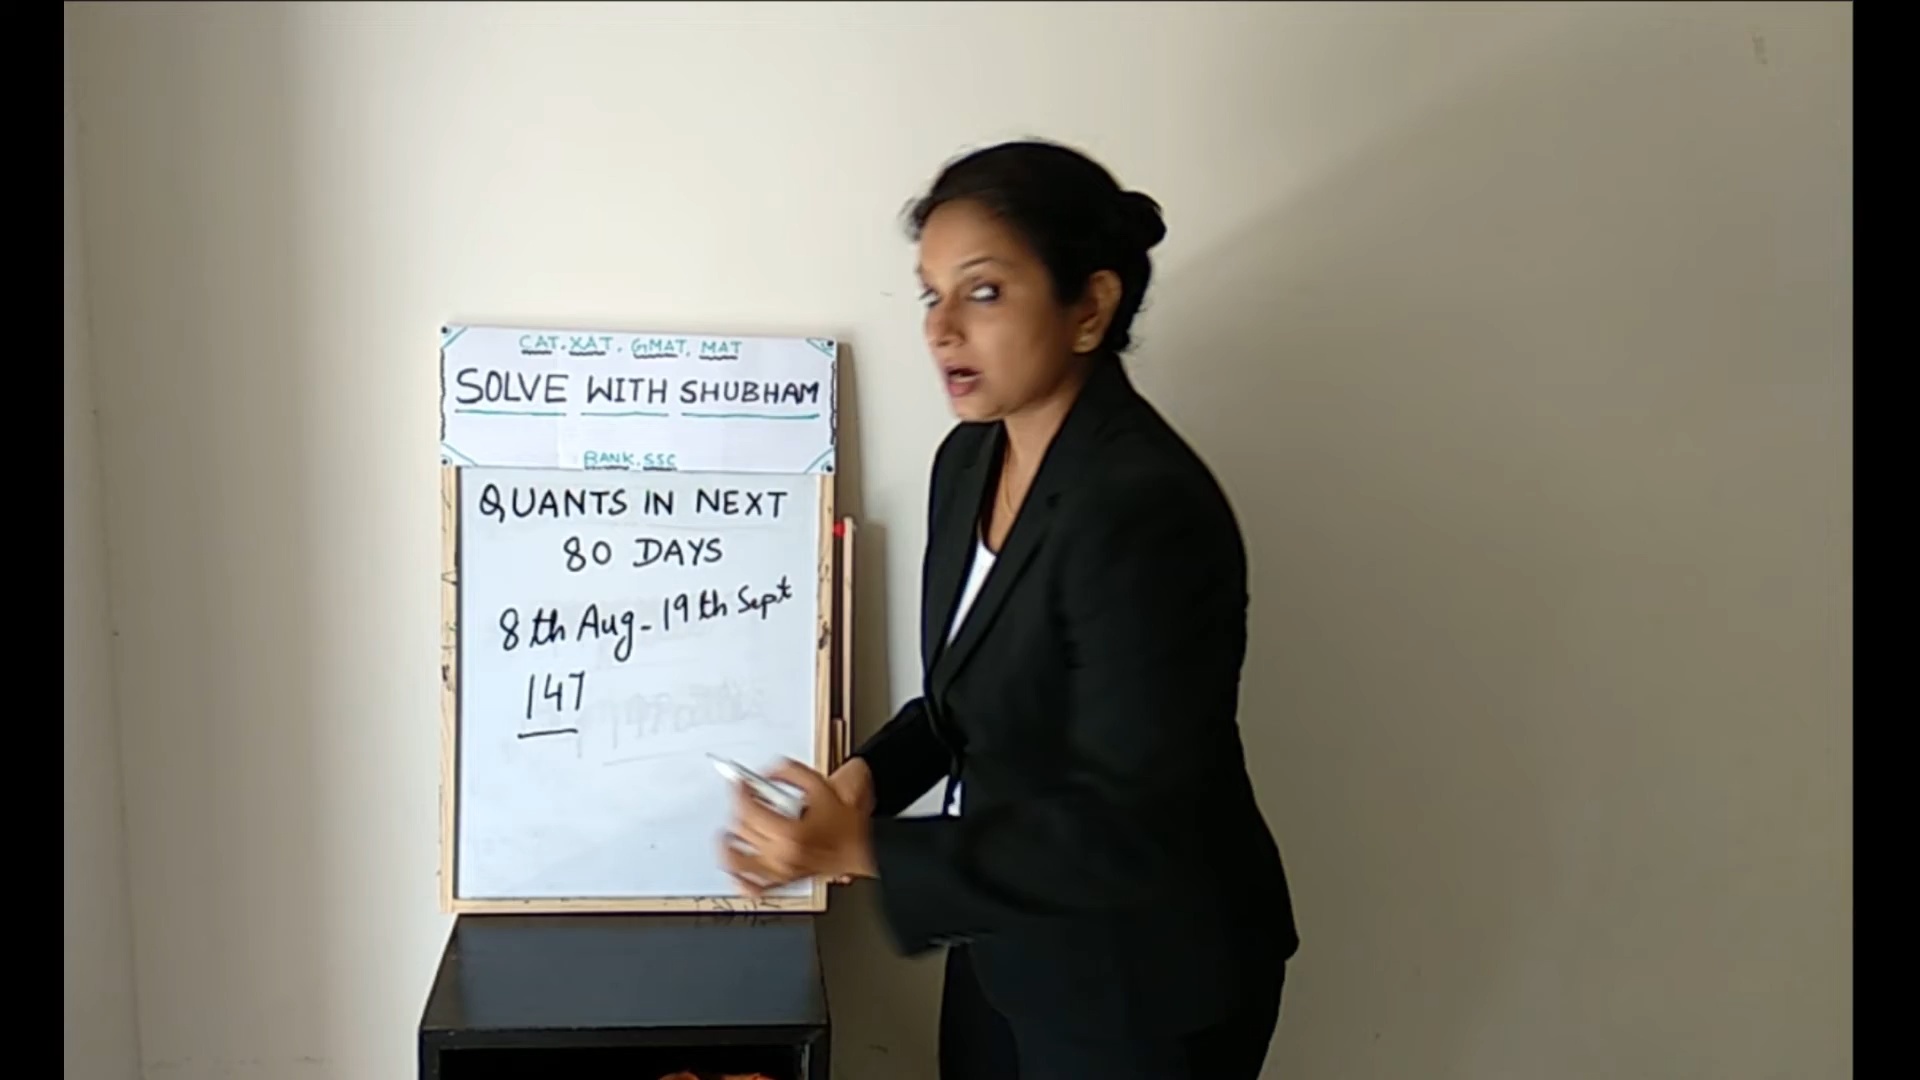 CAT. XAT. GMAT, MAT
SOLVE WITH SHUBHAM
BANK. SSC
QUANTS IN NEXT
80 DAYS
8th Aug - 19th Sept
147